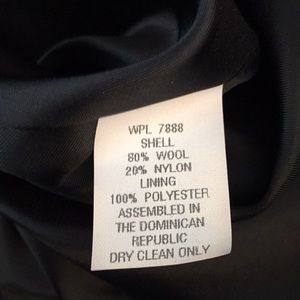 WPL 7888
SHELL
80% WOOL
20% NYLON
LINING
100% POLYESTER
ASSEMBLED IN
THE DOMINICAN
REPUBLIC
DRY CLEAN ONLY